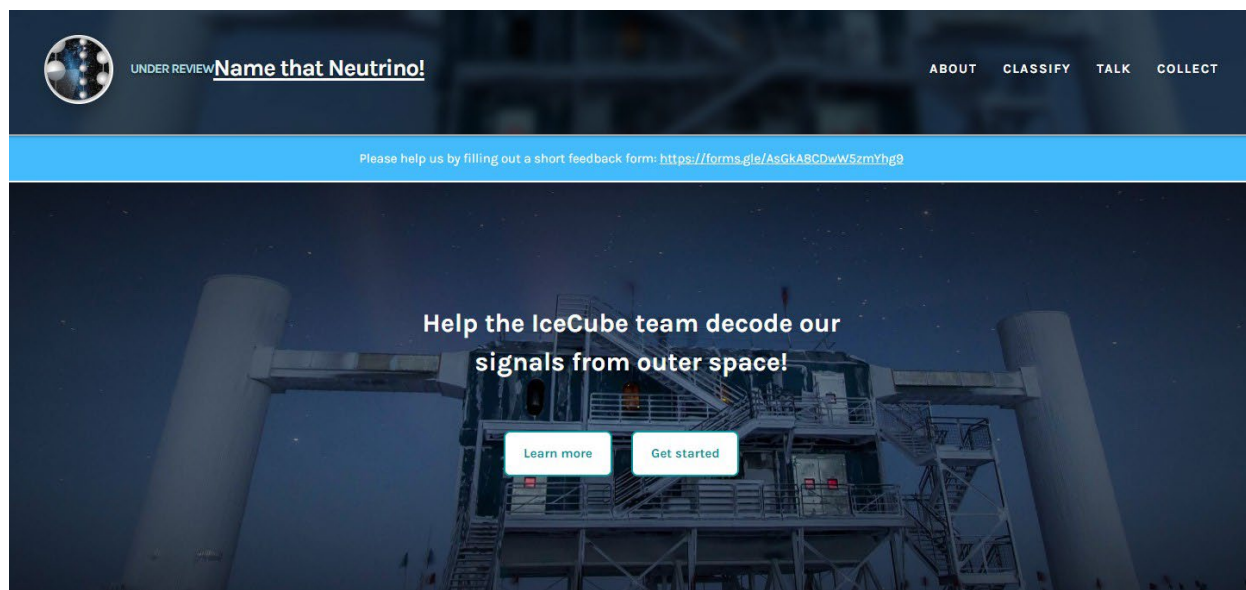 UNDER REVIEW Name that Neutrino!
ABOUT CLASSIFY TALK COLLECT
Please help us by filling out a short feedback form: https://forms.gle/AsGkA8CDwW5zmYhg9
Help the IceCube team decode our
signals from outer space!
Learn more
Get started